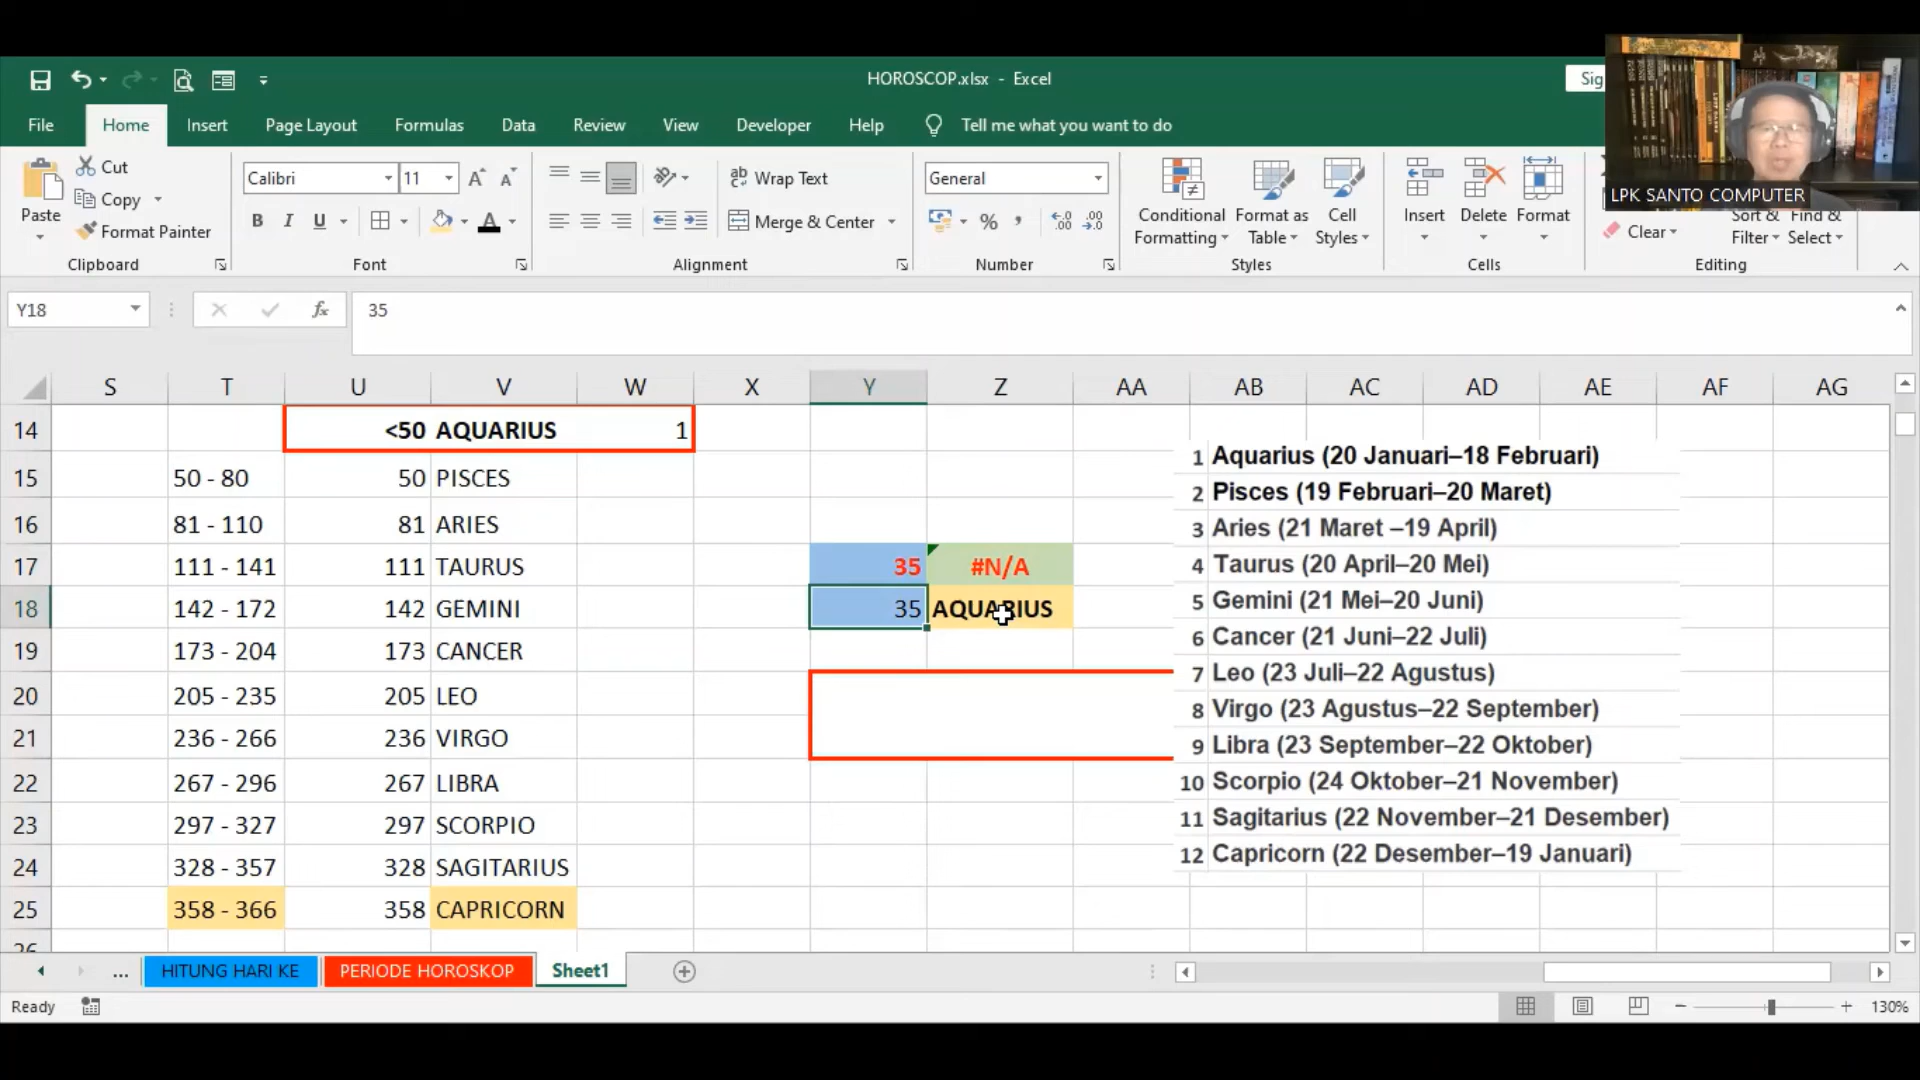 HOROSCOP.xlsx - Excel
Sig
File Home Insert Page Layout Formulas Data Review View Developer Help Tell me what you want to do
LPK SANTO COMPUTER
Paste
Cut
Copy
Format Painter
Clipboard
Calibri 11
B I U
Font
Wrap Text
Merge & Center
Alignment
General
%
Number
Conditional Formatting
Format as Table
Cell Styles
Styles
Insert Delete Format
Cells
Clear
Sort & Filter
Find & Select
Editing
Y18 fx 35
S T U V W X Y Z AA AB AC AD AE AF AG
14 <50 AQUARIUS 1
15 50 - 80 50 PISCES
16 81 - 110 81 ARIES
17 111 - 141 111 TAURUS 35 #N/A
18 142 - 172 142 GEMINI 35 AQUARIUS
19 173 - 204 173 CANCER
20 205 - 235 205 LEO
21 236 - 266 236 VIRGO
22 267 - 296 267 LIBRA
23 297 - 327 297 SCORPIO
24 328 - 357 328 SAGITARIUS
25 358 - 366 358 CAPRICORN
26
1 Aquarius (20 Januari–18 Februari)
2 Pisces (19 Februari–20 Maret)
3 Aries (21 Maret –19 April)
4 Taurus (20 April–20 Mei)
5 Gemini (21 Mei–20 Juni)
6 Cancer (21 Juni–22 Juli)
7 Leo (23 Juli–22 Agustus)
8 Virgo (23 Agustus–22 September)
9 Libra (23 September–22 Oktober)
10 Scorpio (24 Oktober–21 November)
11 Sagitarius (22 November–21 Desember)
12 Capricorn (22 Desember–19 Januari)
... HITUNG HARI KE PERIODE HOROSKOP Sheet1
Ready 130%